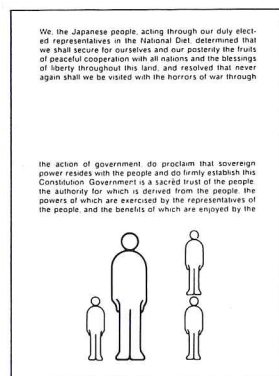 We, the Japanese people, acting through our duly elect-
ed representatives in the National Diet, determined that
we shall secure for ourselves and our posterity the fruits
of peaceful cooperation with all nations and the blessings
of liberty throughout this land, and resolved that never
again shall we be visited with the horrors of war through
the action of government, do proclaim that sovereign
power resides with the people and do firmly establish this
Constitution Government is a sacred trust of the people,
the authority for which is derived from the people, the
powers of which are exercised by the representatives of
the people, and the benefits of which are enjoyed by the